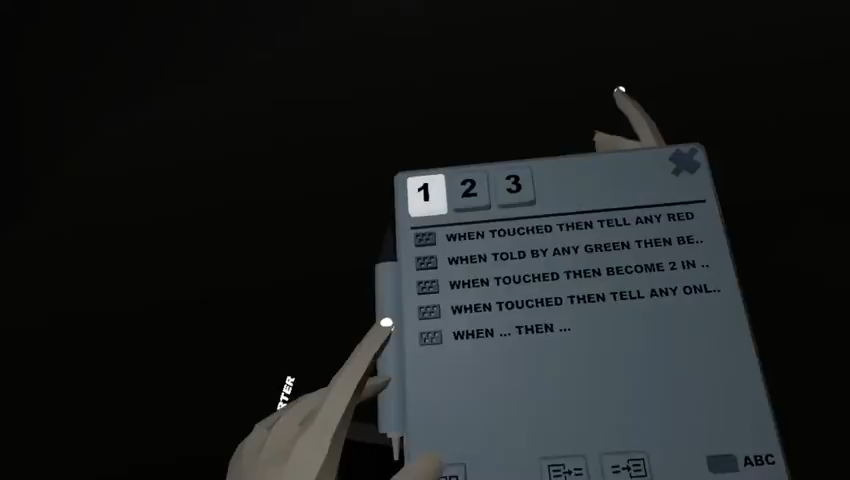 1 2 3
WHEN TOUCHED THEN TELL ANY RED
WHEN TOLD BY ANY GREEN THEN BE..
WHEN TOUCHED THEN BECOME 2 IN ..
WHEN TOUCHED THEN TELL ANY ONL..
WHEN ... THEN ...
RTER
ABC